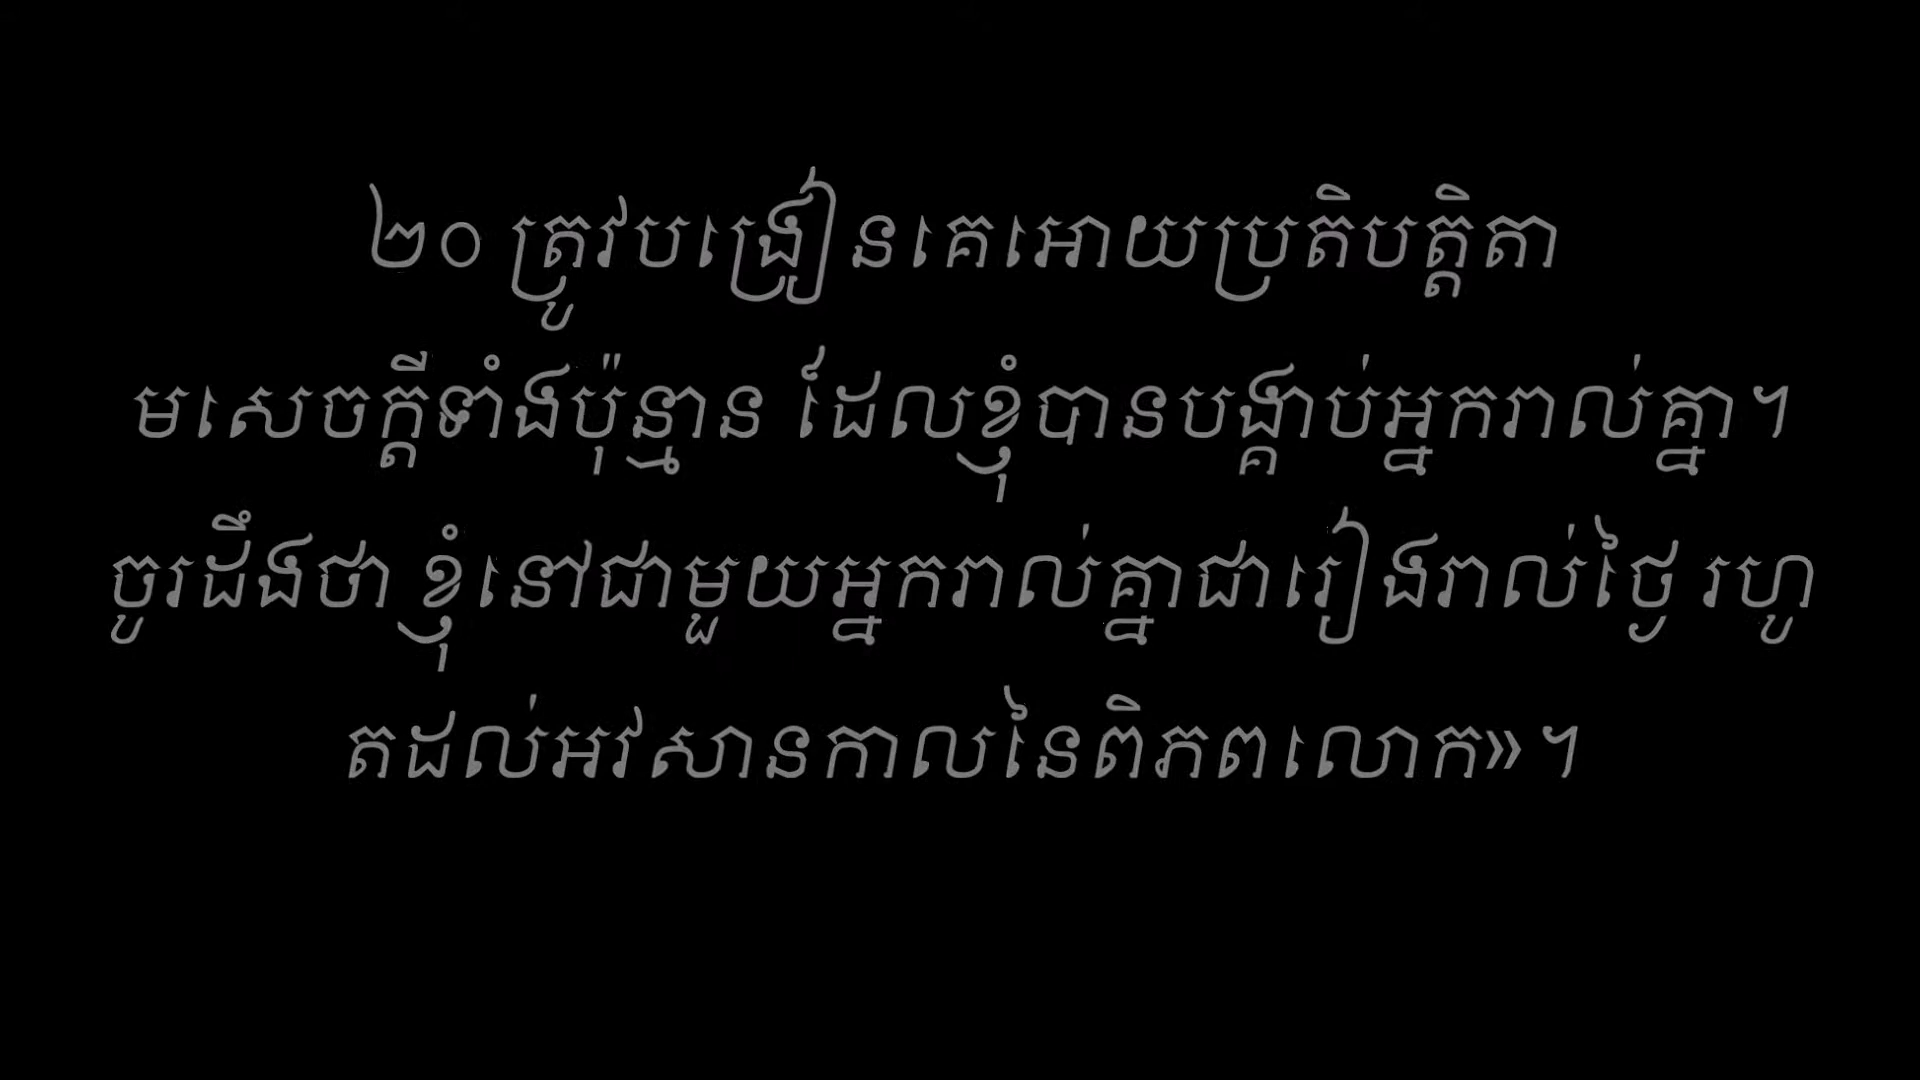 ២០ ត្រូវបង្រៀនគេអោយប្រតិបត្តិតា
មសេចក្ដីទាំងប៉ុន្មាន ដែលខ្ញុំបានបង្គាប់អ្នករាល់គ្នា។
ចូរដឹងថា ខ្ញុំនៅជាមួយអ្នករាល់គ្នាជារៀងរាល់ថ្ងៃ រហូ
តដល់អវសានកាលនៃពិភពលោក»។